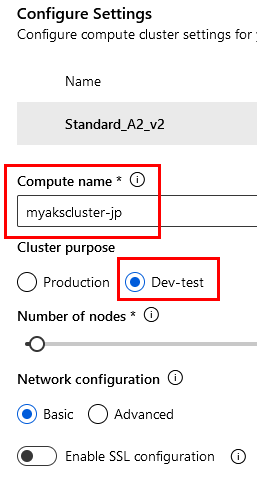 Configure Settings
Configure compute cluster settings for
Name
Standard_A2_v2
Compute name *
myakscluster-jp
Cluster purpose
Production Dev-test
Number of nodes *
Network configuration
Basic Advanced
Enable SSL configuration